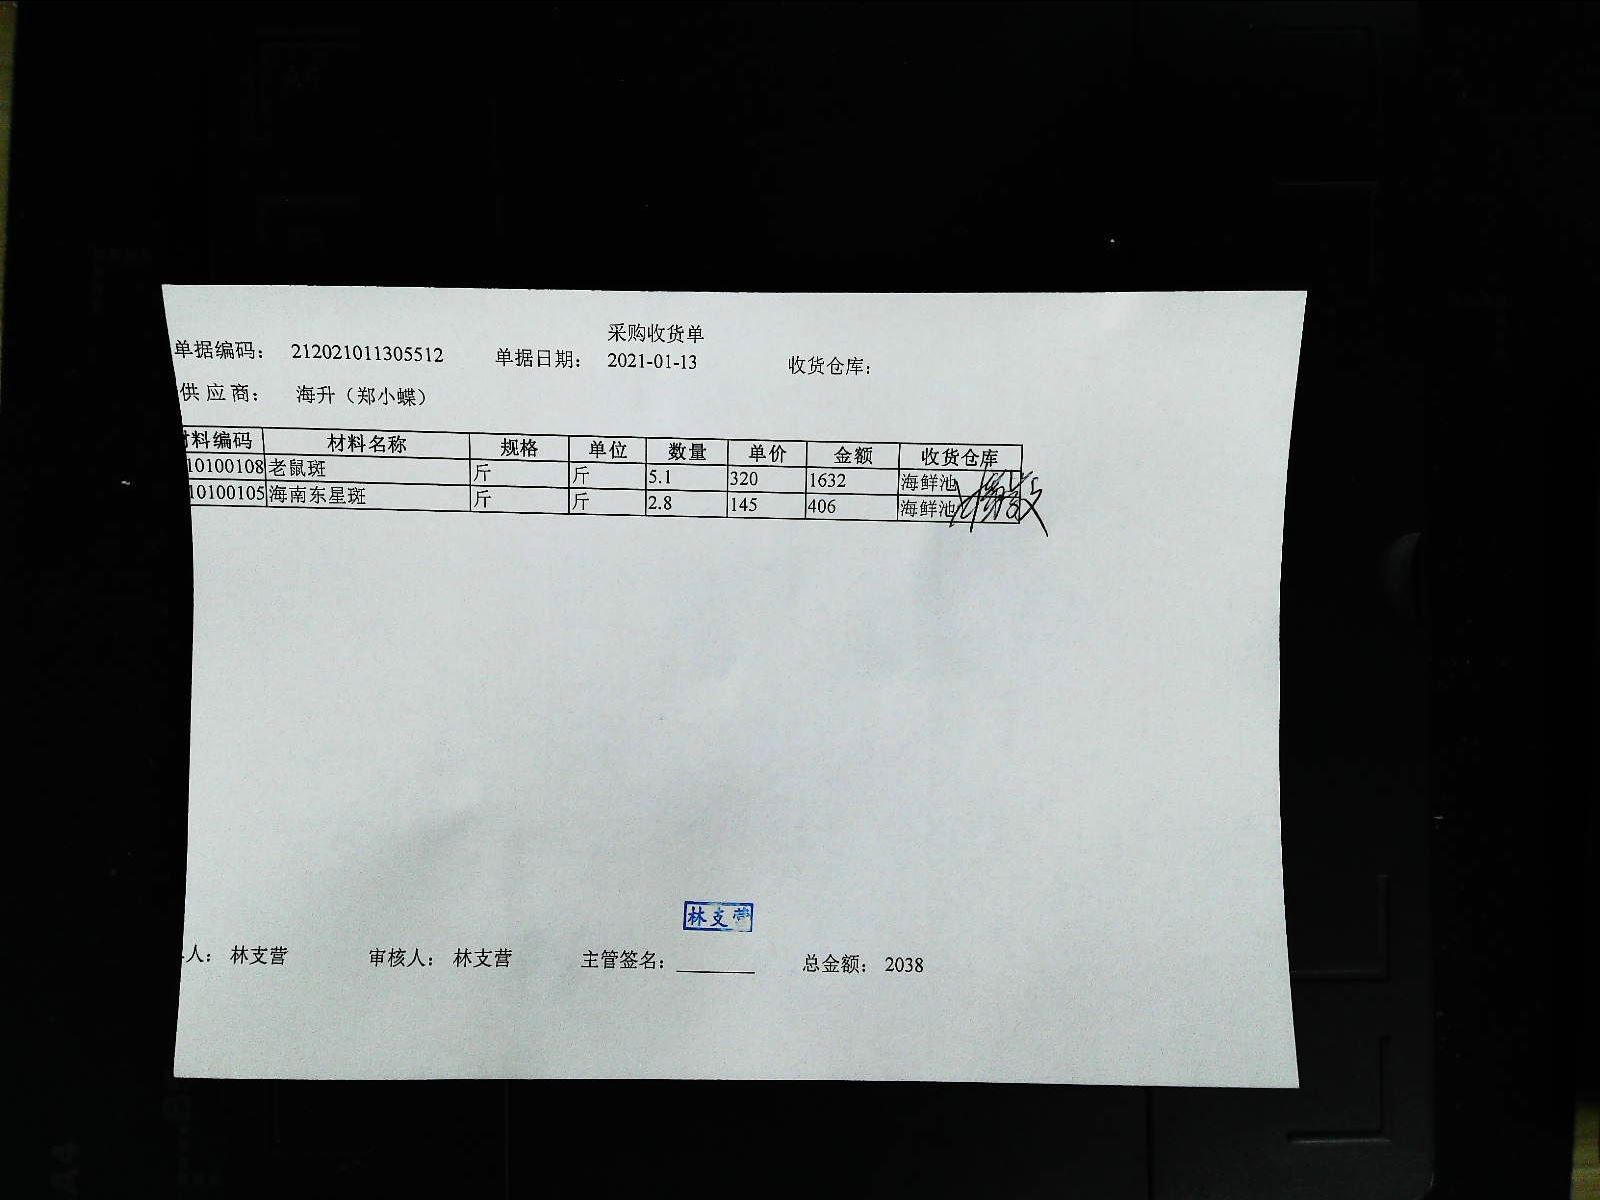 采购收货单
单据编码： 212021011305512 单据日期： 2021-01-13 收货仓库：
供 应 商： 海升（郑小蝶）
材料编码 材料名称 规格 单位 数量 单价 金额 收货仓库
10100108 老鼠斑 斤 斤 5.1 320 1632 海鲜池
10100105 海南东星斑 斤 斤 2.8 145 406 海鲜池
林支营
人： 林支营 审核人： 林支营 主管签名： 总金额： 2038